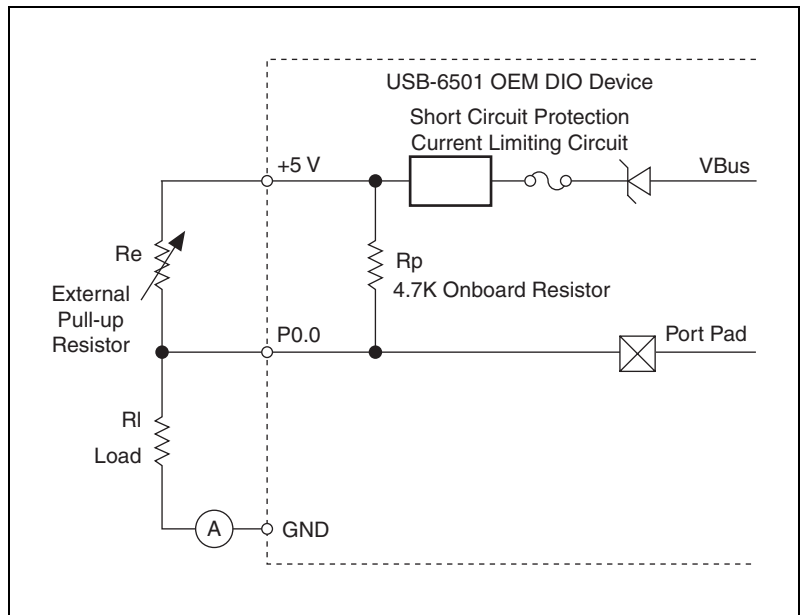 USB-6501 OEM DIO Device
Short Circuit Protection
Current Limiting Circuit
+5 V
VBus
Re
External
Pull-up
Resistor
Rp
4.7K Onboard Resistor
P0.0
Port Pad
Rl
Load
A
GND